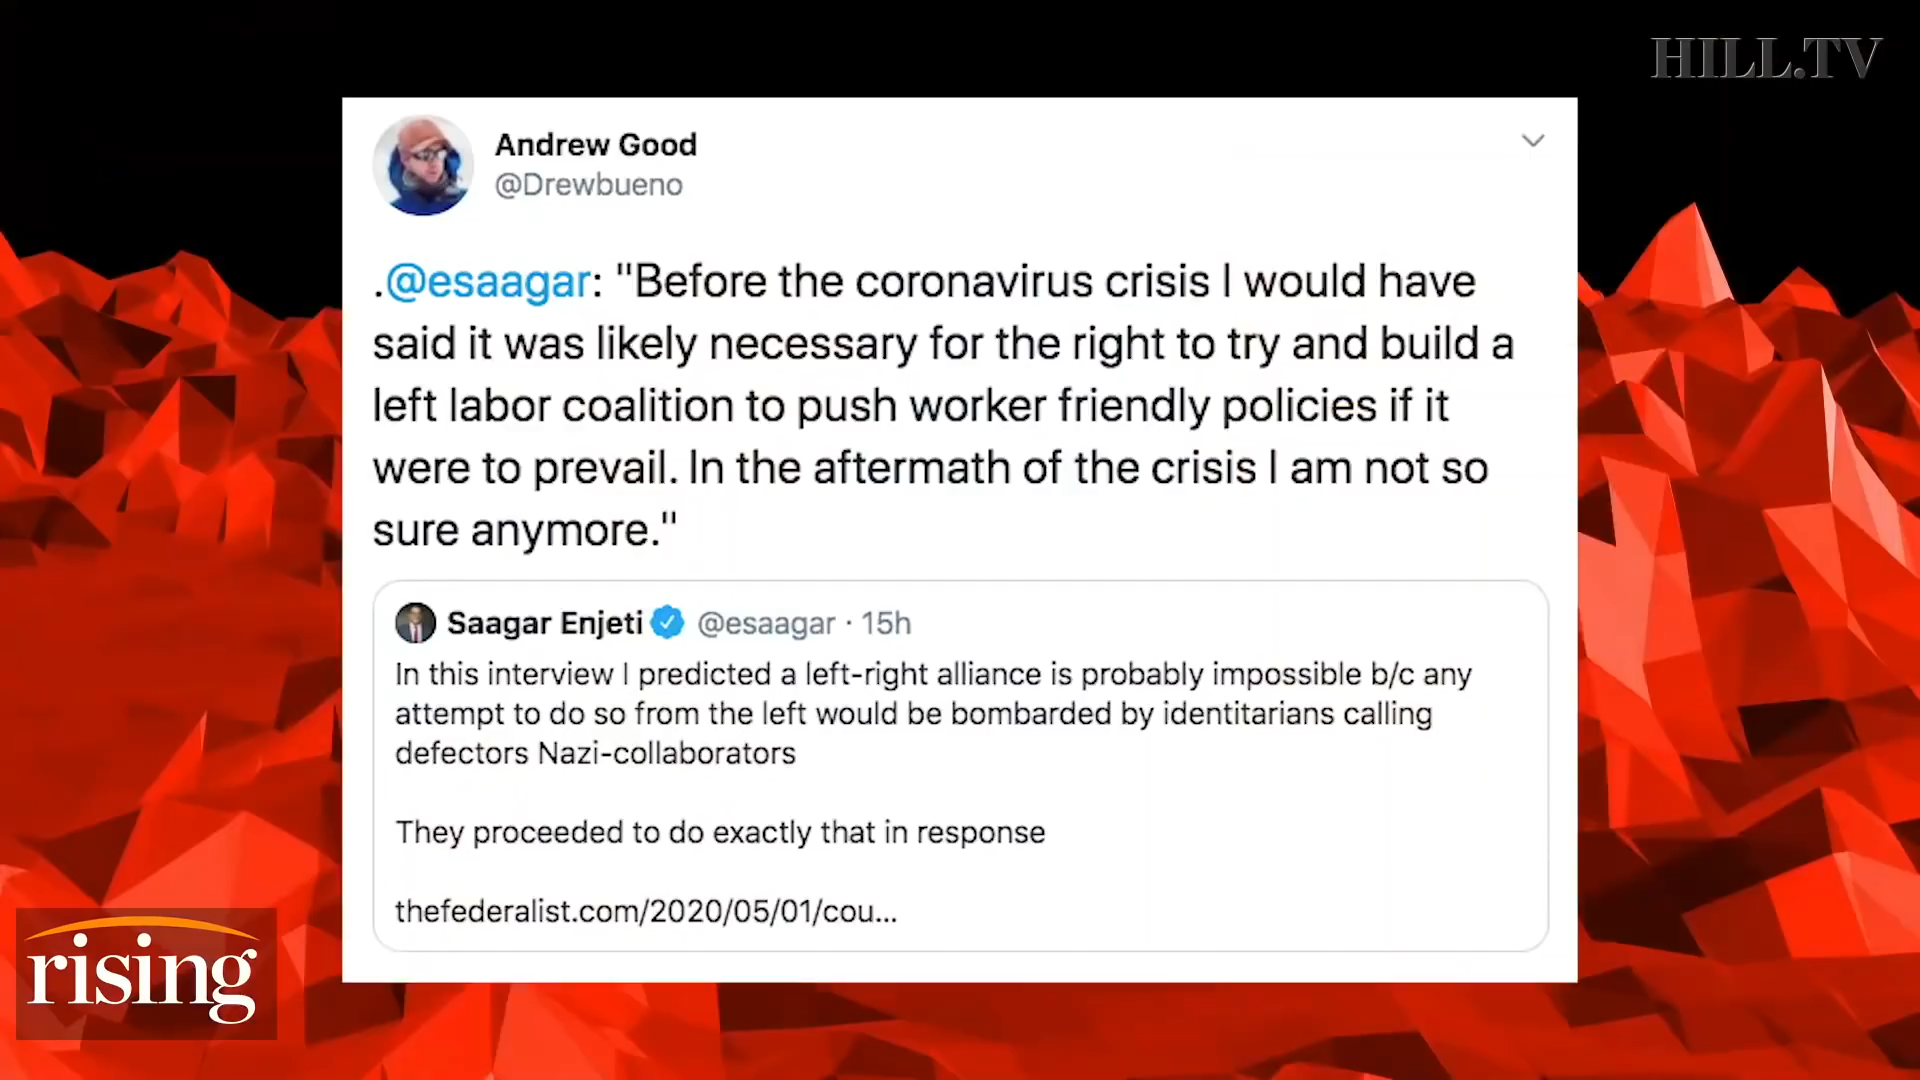 HILL.TV
Andrew Good
@Drewbueno
.@esaagar: "Before the coronavirus crisis I would have
said it was likely necessary for the right to try and build a
left labor coalition to push worker friendly policies if it
were to prevail. In the aftermath of the crisis I am not so
sure anymore."
Saagar Enjeti @esaagar · 15h
In this interview I predicted a left-right alliance is probably impossible b/c any
attempt to do so from the left would be bombarded by identitarians calling
defectors Nazi-collaborators
They proceeded to do exactly that in response
thefederalist.com/2020/05/01/cou...
rising